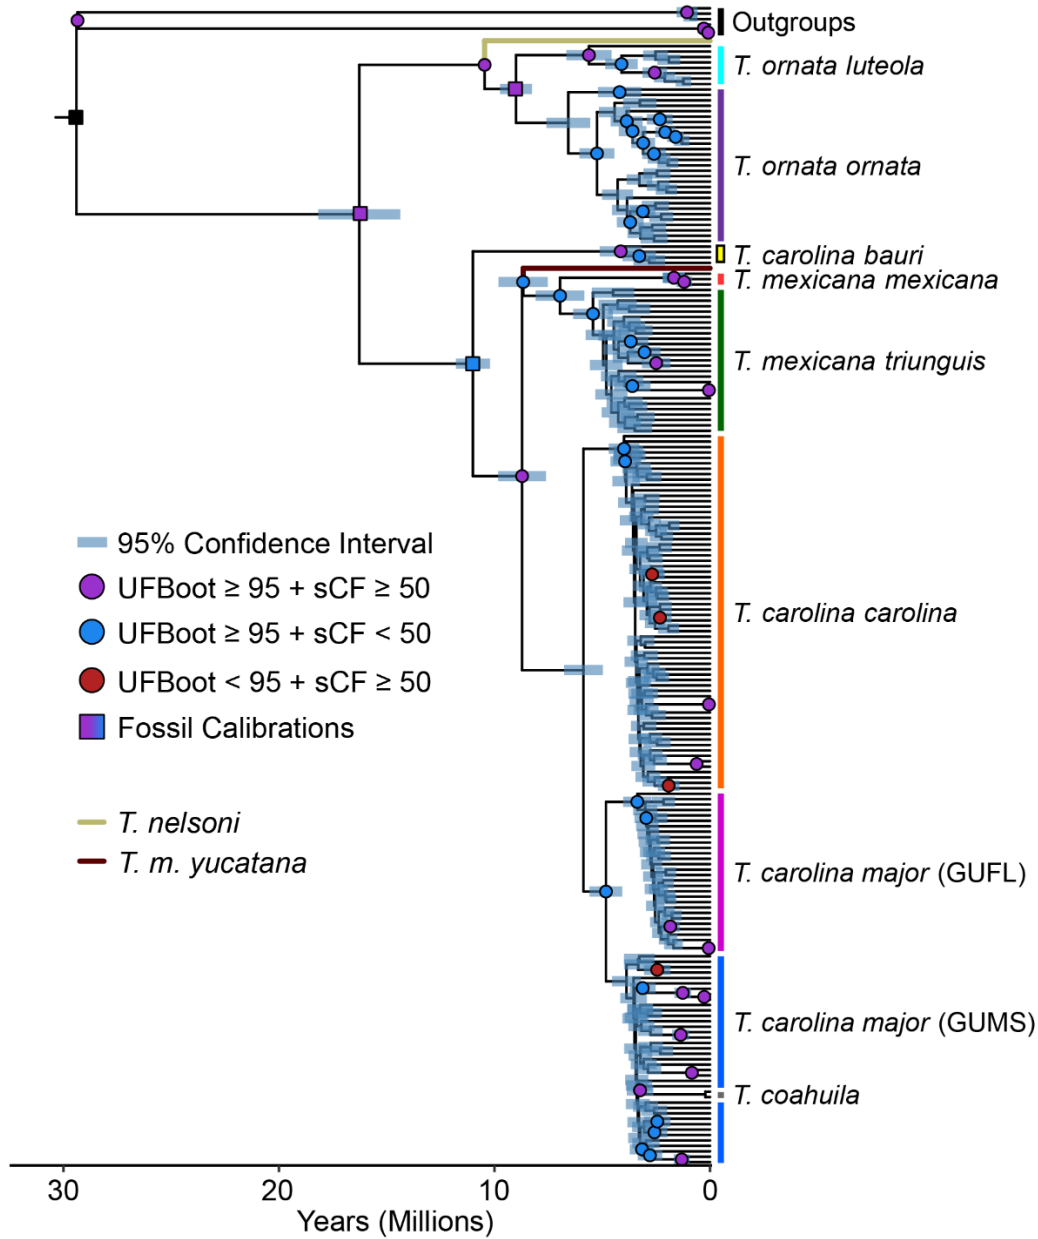 Outgroups
T. ornata luteola
T. ornata ornata
T. carolina bauri
T. mexicana mexicana
T. mexicana triunguis
T. carolina carolina
95% Confidence Interval
UFBoot ≥ 95 + sCF ≥ 50
UFBoot ≥ 95 + sCF < 50
UFBoot < 95 + sCF ≥ 50
Fossil Calibrations
T. nelsoni
T. m. yucatana
T. carolina major (GUFL)
T. carolina major (GUMS)
T. coahuila
30 20 10 0
Years (Millions)